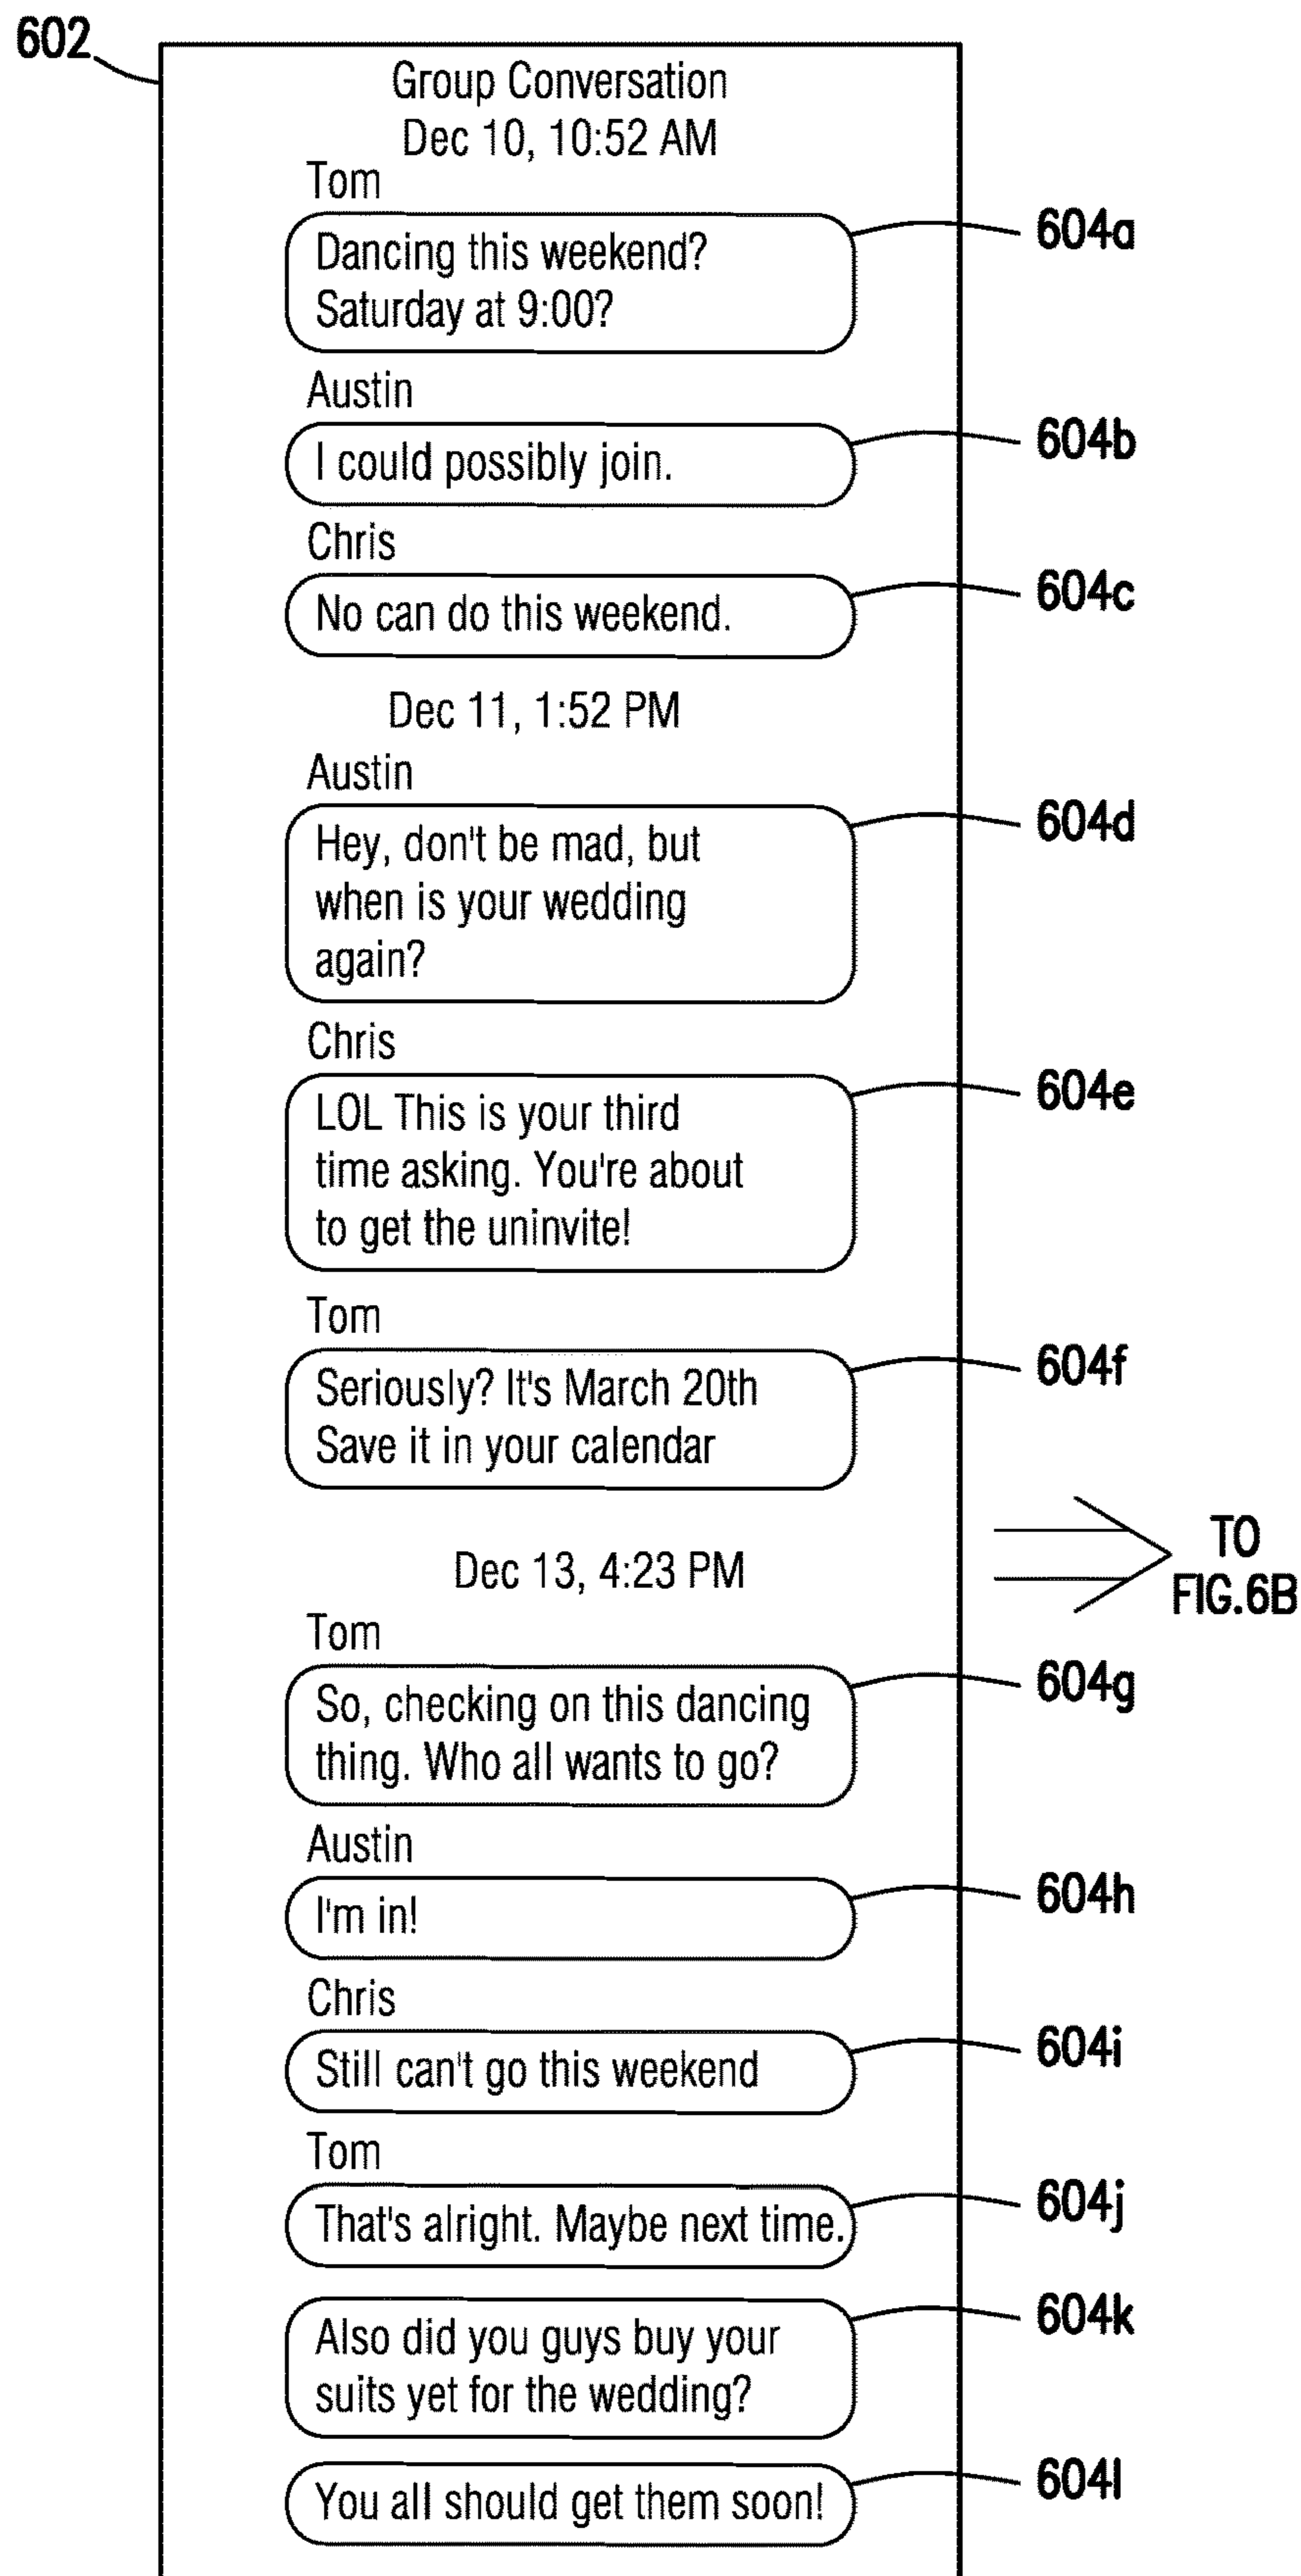 602
Group Conversation
Dec 10, 10:52 AM
Tom
Dancing this weekend?
Saturday at 9:00?
604a
Austin
I could possibly join.
604b
Chris
No can do this weekend.
604c
Dec 11, 1:52 PM
Austin
Hey, don't be mad, but
when is your wedding
again?
604d
Chris
LOL This is your third
time asking. You're about
to get the uninvite!
604e
Tom
Seriously? It's March 20th
Save it in your calendar
604f
TO
FIG.6B
Dec 13, 4:23 PM
Tom
So, checking on this dancing
thing. Who all wants to go?
604g
Austin
I'm in!
604h
Chris
Still can't go this weekend
604i
Tom
That's alright. Maybe next time.
604j
Also did you guys buy your
suits yet for the wedding?
604k
You all should get them soon!
604l